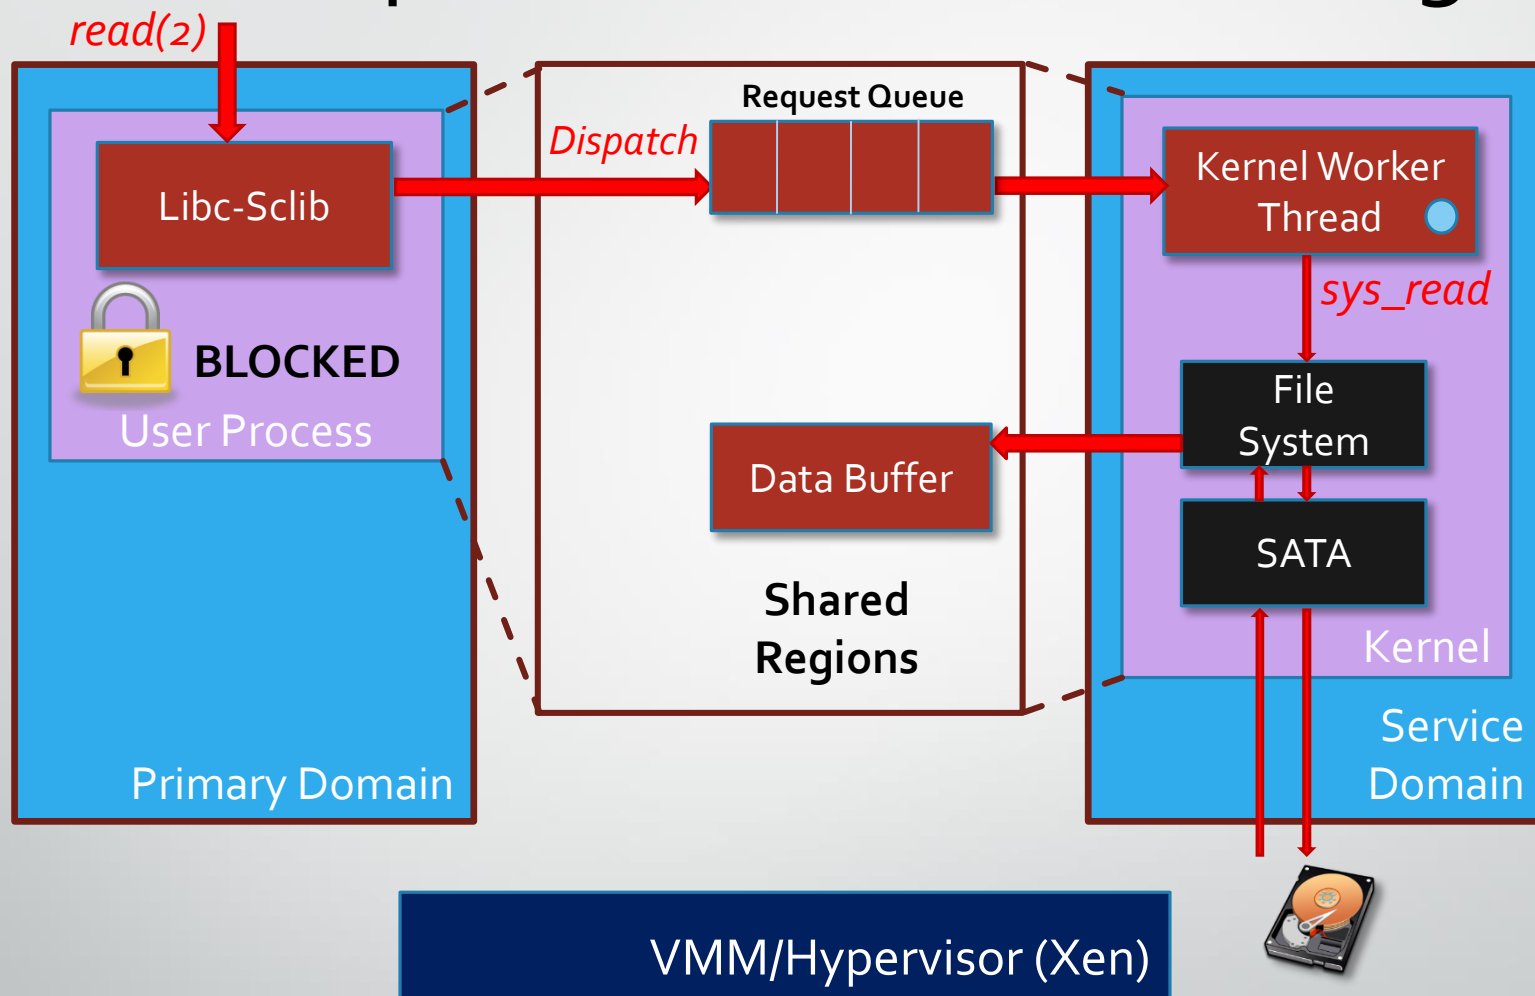 read(2)
Libc-Sclib
BLOCKED
User Process
Primary Domain
Dispatch
Request Queue
Data Buffer
Shared
Regions
Kernel Worker
Thread
sys_read
File
System
SATA
Kernel
Service
Domain
VMM/Hypervisor (Xen)